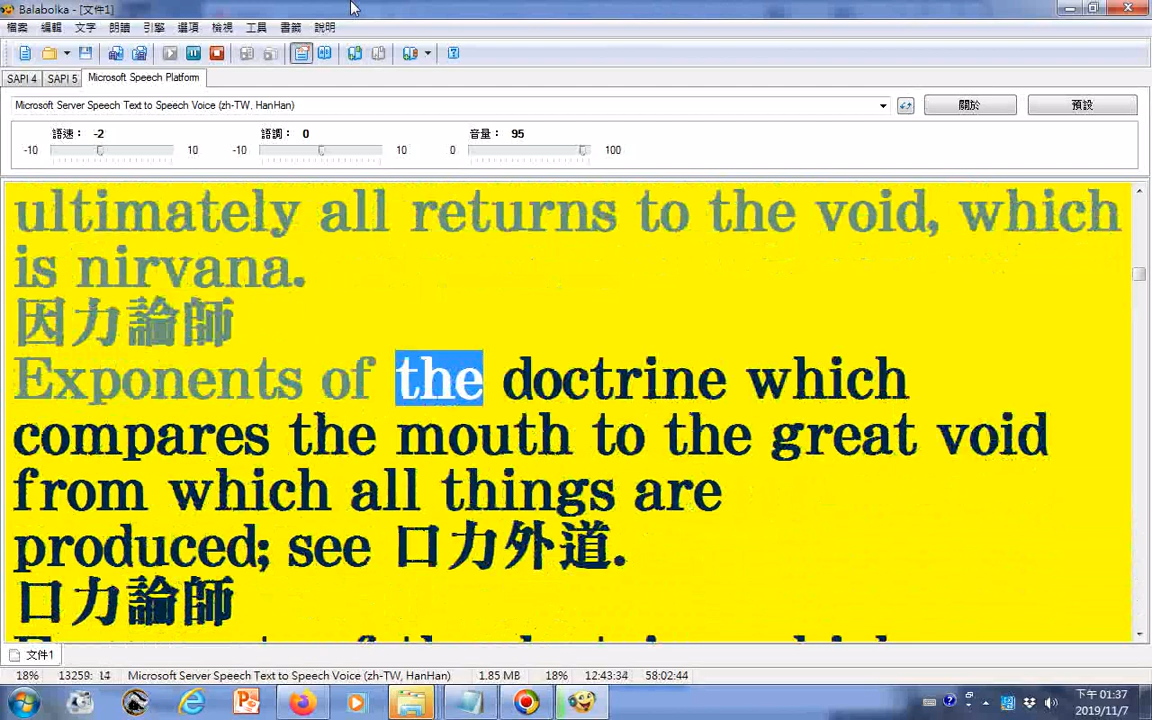 Balabolka - [文件1]
檔案 編輯 文字 朗讀 引擎 選項 檢視 工具 書籤 說明
SAPI 4 SAPI 5 Microsoft Speech Platform
Microsoft Server Speech Text to Speech Voice (zh-TW, HanHan) 關於 預設
語速： -2 語調： 0 音量： 95
-10 10 -10 10 0 100
ultimately all returns to the void, which
is nirvana.
因力論師
Exponents of the doctrine which
compares the mouth to the great void
from which all things are
produced; see 口力外道.
口力論師
文件1
18% 13259: 14 Microsoft Server Speech Text to Speech Voice (zh-TW, HanHan) 1.85 MB 18% 12:43:34 58:02:44
下午 01:37
2019/11/7